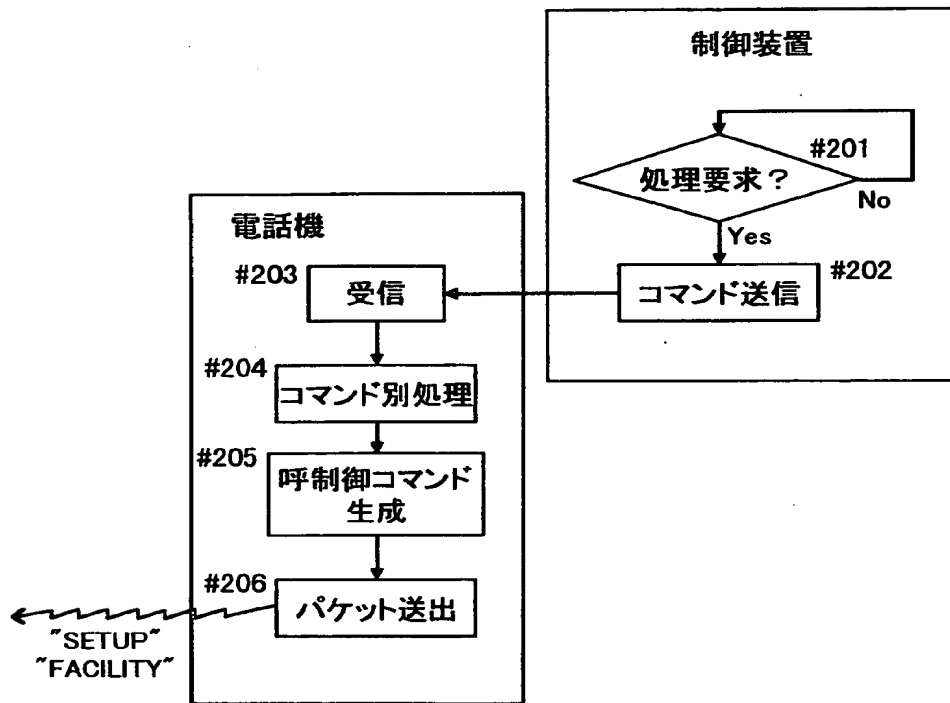 制御装置
#201
処理要求？
No
Yes
#202
コマンド送信
電話機
#203
受信
#204
コマンド別処理
#205
呼制御コマンド
生成
#206
パケット送出
"SETUP"
"FACILITY"